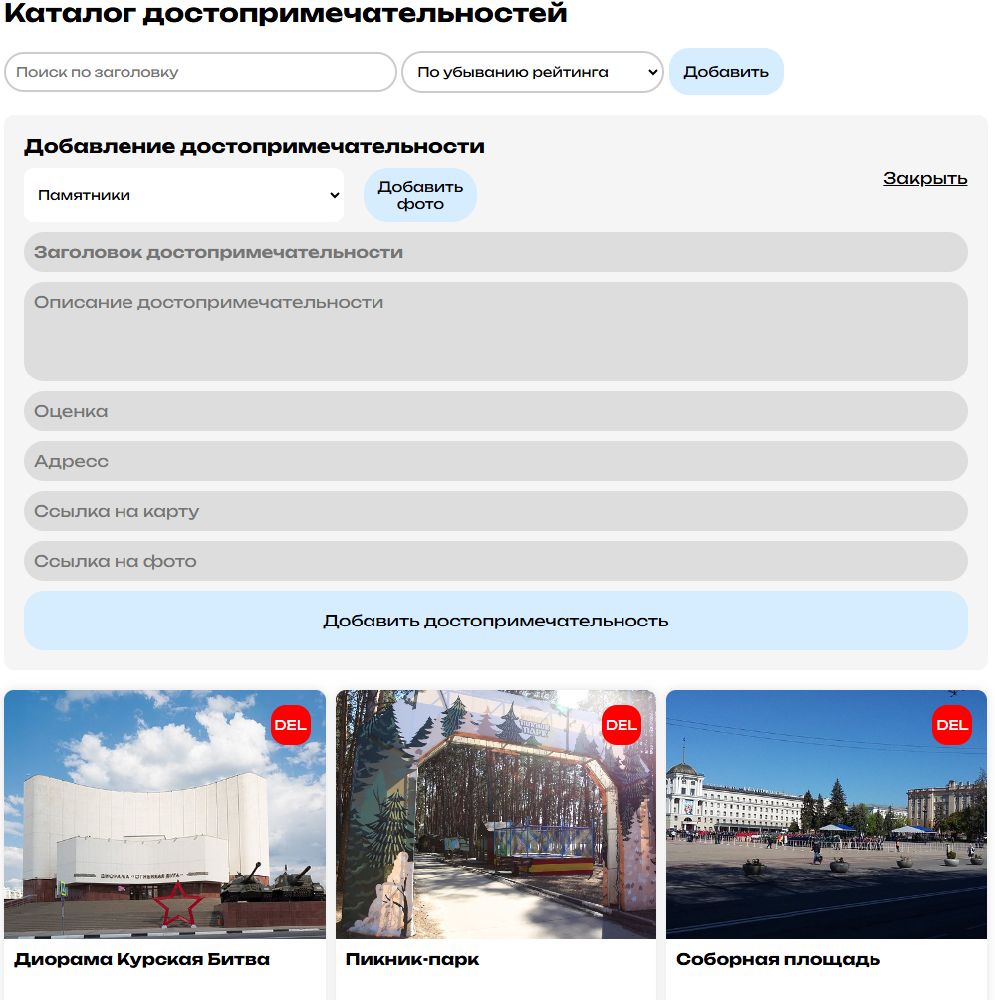 Каталог достопримечательностей
Поиск по заголовку
По убыванию рейтинга
Добавить
Добавление достопримечательности
Памятники
Добавить
фото
Закрыть
Заголовок достопримечательности
Описание достопримечательности
Оценка
Адресс
Ссылка на карту
Ссылка на фото
Добавить достопримечательность
DEL
DEL
DEL
ПИКНИК
ПАРК
ДИОРАМА "ОГНЕННАЯ ДУГА"
Диорама Курская Битва
Пикник-парк
Соборная площадь